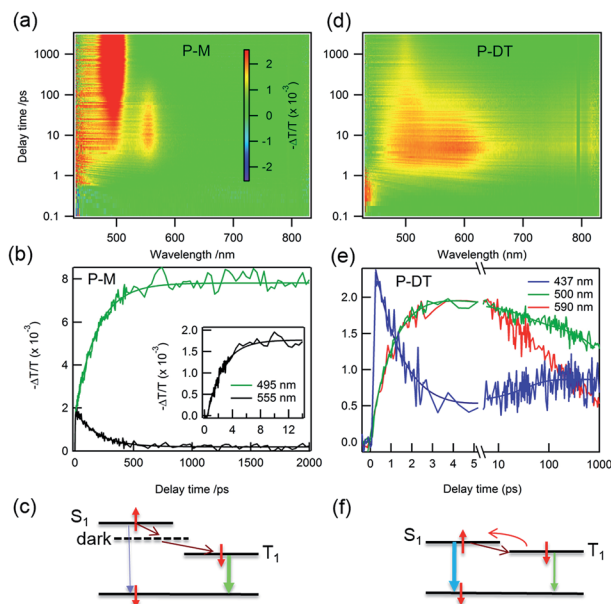 (a)
P-M
Delay time /ps
1000
100
10
1
0.1
2
1
0
-1
-2
-ΔT/T (x 10⁻³)
500
600
700
800
Wavelength /nm
(d)
P-DT
1000
100
10
1
0.1
500
600
700
800
Wavelength (nm)
(b)
P-M
-ΔT/T (x 10⁻³)
8
6
4
2
0
2.0
1.5
1.0
0.5
0.0
-ΔT/T (x 10⁻³)
495 nm
555 nm
0
4
8
12
0
500
1000
1500
2000
Delay time /ps
(e)
P-DT
437 nm
500 nm
590 nm
2.0
1.5
1.0
0.5
0.0
0
1
2
3
4
5
10
100
1000
Delay time (ps)
(c)
S₁
dark
T₁
(f)
S₁
T₁